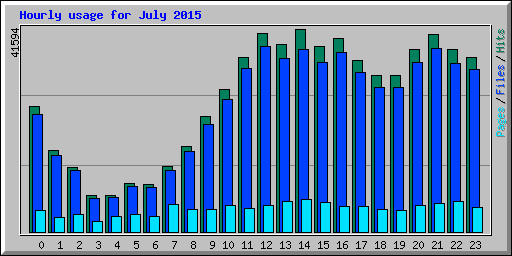 Hourly usage for July 2015
41594
Pages/Files/Hits
0 1 2 3 4 5 6 7 8 9 10 11 12 13 14 15 16 17 18 19 20 21 22 23